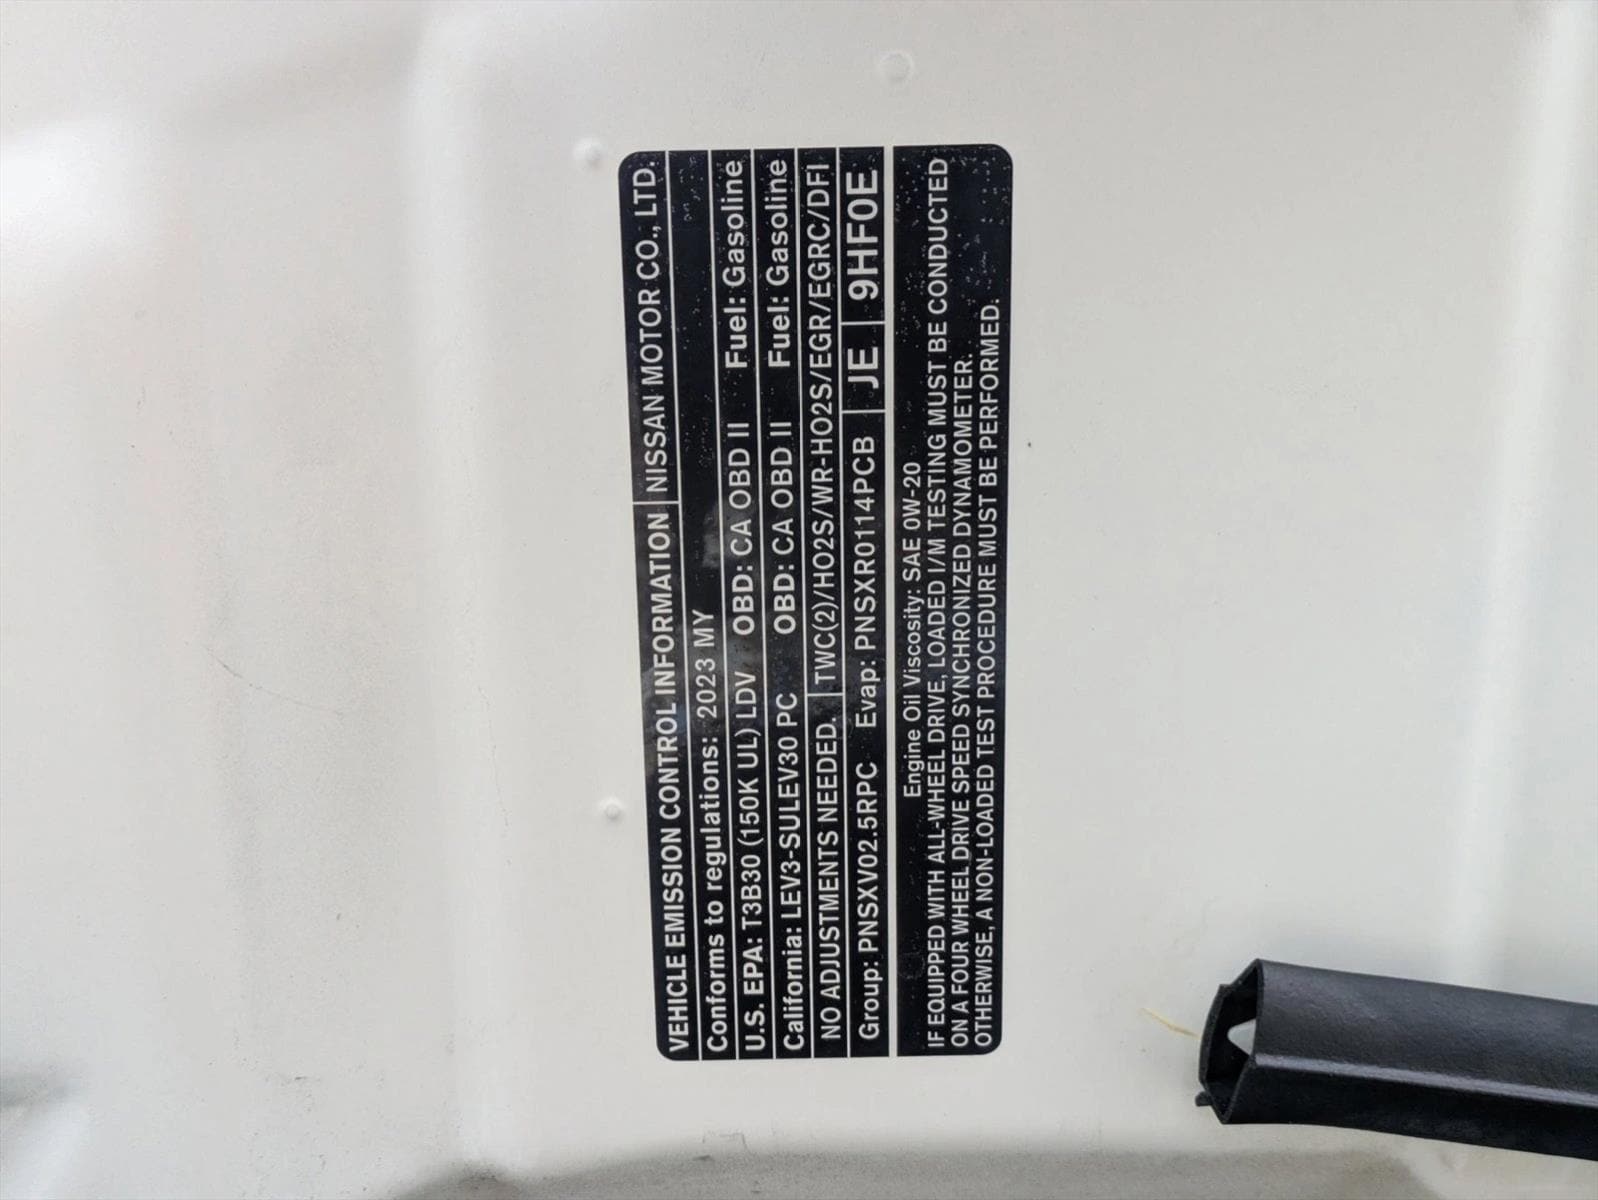 VEHICLE EMISSION CONTROL INFORMATION NISSAN MOTOR CO., LTD.
Conforms to regulations: 2023 MY
U.S. EPA: T3B30 (150K UL) LDV OBD: CA OBD II Fuel: Gasoline
California: LEV3-SULEV30 PC OBD: CA OBD II Fuel: Gasoline
NO ADJUSTMENTS NEEDED. TWC(2)/HO2S/WR-HO2S/EGR/EGRC/DFI
Group: PNSXV02.5RPC Evap: PNSXR0114PCB JE 9HF0E
Engine Oil Viscosity: SAE 0W-20
IF EQUIPPED WITH ALL-WHEEL DRIVE, LOADED I/M TESTING MUST BE CONDUCTED
ON A FOUR WHEEL DRIVE SPEED SYNCHRONIZED DYNAMOMETER.
OTHERWISE, A NON-LOADED TEST PROCEDURE MUST BE PERFORMED.